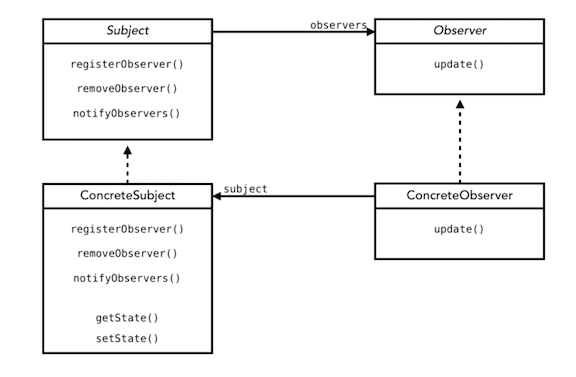 Subject
registerObserver()
removeObserver()
notifyObservers()
observers
Observer
update()
ConcreteSubject
registerObserver()
removeObserver()
notifyObservers()
getState()
setState()
subject
ConcreteObserver
update()